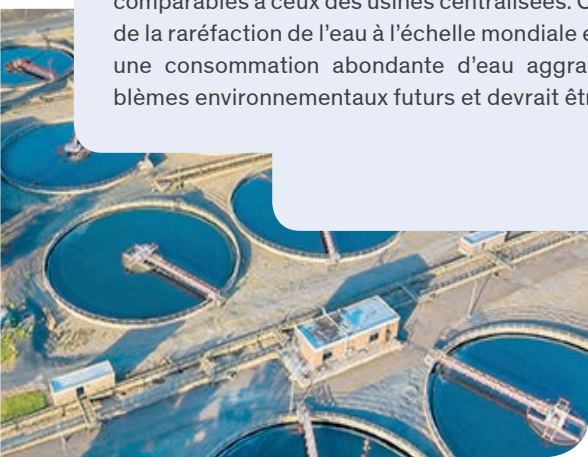 comparables à ceux des usines centralisées.
de la raréfaction de l’eau à l’échelle mondiale
une consommation abondante d’eau
blèmes environnementaux futurs et devrait